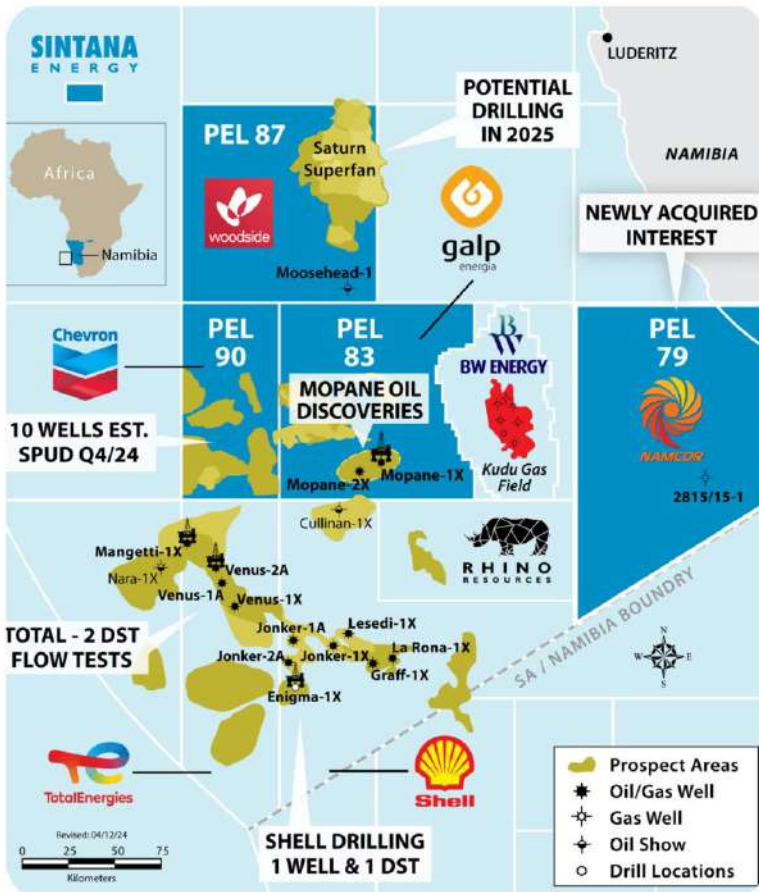 SINTANA
ENERGY
Africa
Namibia
LUDERITZ
NAMIBIA
POTENTIAL
DRILLING
IN 2025
PEL 87
Saturn
Superfan
woodside
Moosehead-1
galp
energia
NEWLY ACQUIRED
INTEREST
Chevron
PEL
90
PEL
83
BW
BW ENERGY
Kudu Gas
Field
PEL
79
NAMCOR
2815/15-1
10 WELLS EST.
SPUD Q4/24
MOPANE OIL
DISCOVERIES
Mopane-2X
Mopane-1X
Cullinan-1X
RHINO
RESOURCES
Mangetti-1X
Nara-1X
Venus-2A
Venus-1A
Venus-1X
TOTAL - 2 DST
FLOW TESTS
Jonker-1A
Lesedi-1X
Jonker-2A
Jonker-1X
La Rona-1X
Graff-1X
Enigma-1X
SA / NAMIBIA BOUNDRY
N
W
E
S
TE
TotalEnergies
Shell
SHELL DRILLING
1 WELL & 1 DST
Revised: 04/12/24
0 25 50 75
Kilometers
Prospect Areas
Oil/Gas Well
Gas Well
Oil Show
Drill Locations